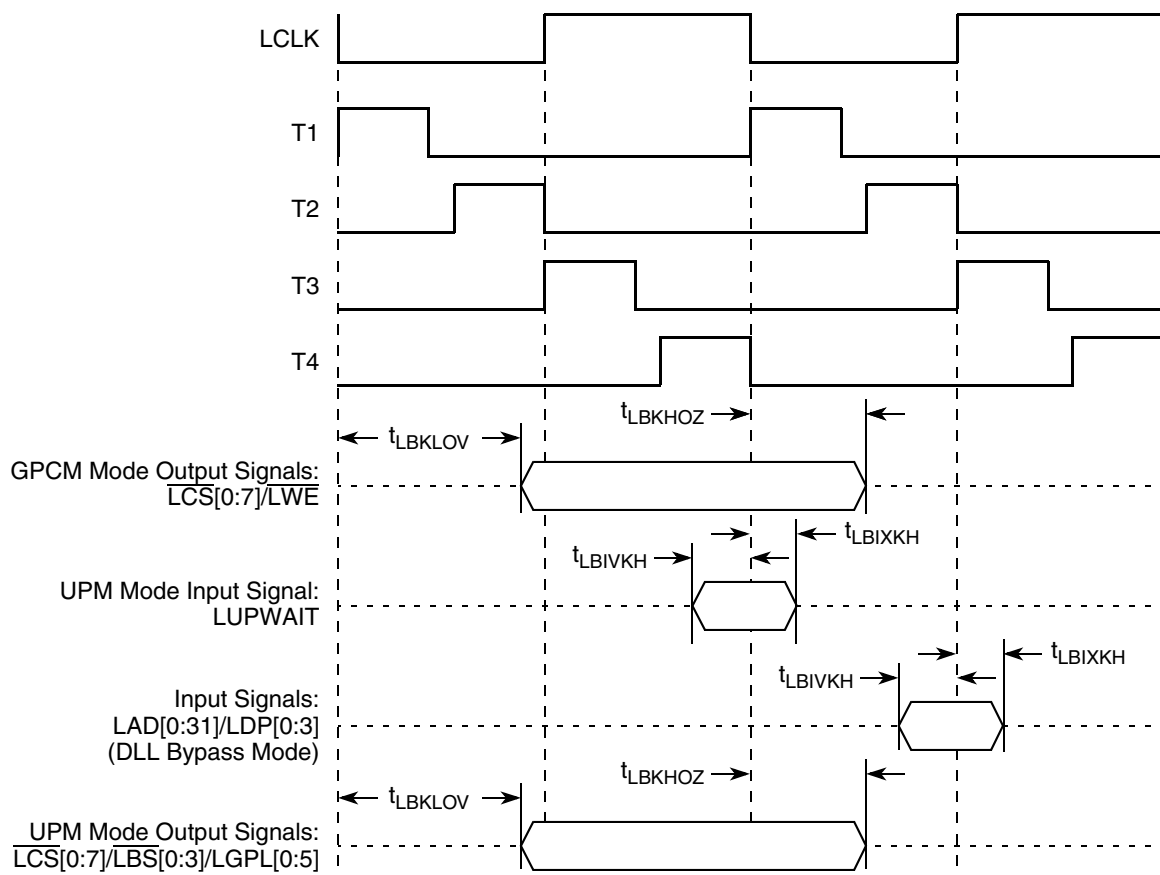 LCLK
T1
T2
T3
T4
tLBKHOZ
tLBKLOV
GPCM Mode Output Signals:
LCS[0:7]/LWE
tLBIXKH
tLBIVKH
UPM Mode Input Signal:
LUPWAIT
tLBIXKH
tLBIVKH
Input Signals:
LAD[0:31]/LDP[0:3]
(DLL Bypass Mode)
tLBKHOZ
tLBKLOV
UPM Mode Output Signals:
LCS[0:7]/LBS[0:3]/LGPL[0:5]